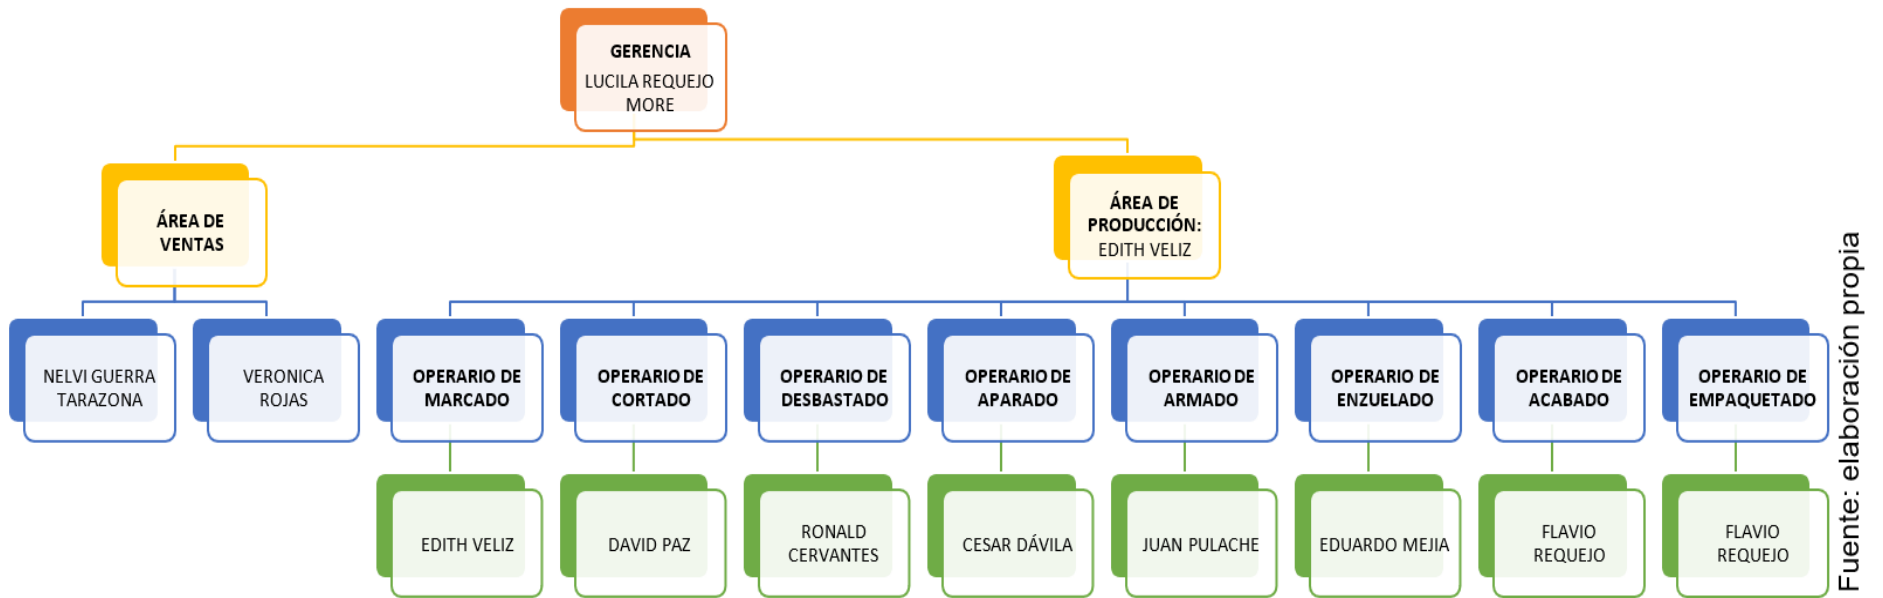 GERENCIA
LUCILA REQUEJO
MORE
ÁREA DE
VENTAS
ÁREA DE
PRODUCCIÓN:
EDITH VELIZ
NELVI GUERRA
TARAZONA
VERONICA
ROJAS
OPERARIO DE
MARCADO
OPERARIO DE
CORTADO
OPERARIO DE
DESBASTADO
OPERARIO DE
APARADO
OPERARIO DE
ARMADO
OPERARIO DE
ENZUELADO
OPERARIO DE
ACABADO
OPERARIO DE
EMPAQUETADO
EDITH VELIZ
DAVID PAZ
RONALD
CERVANTES
CESAR DÁVILA
JUAN PULACHE
EDUARDO MEJIA
FLAVIO
REQUEJO
FLAVIO
REQUEJO
Fuente: elaboración propia